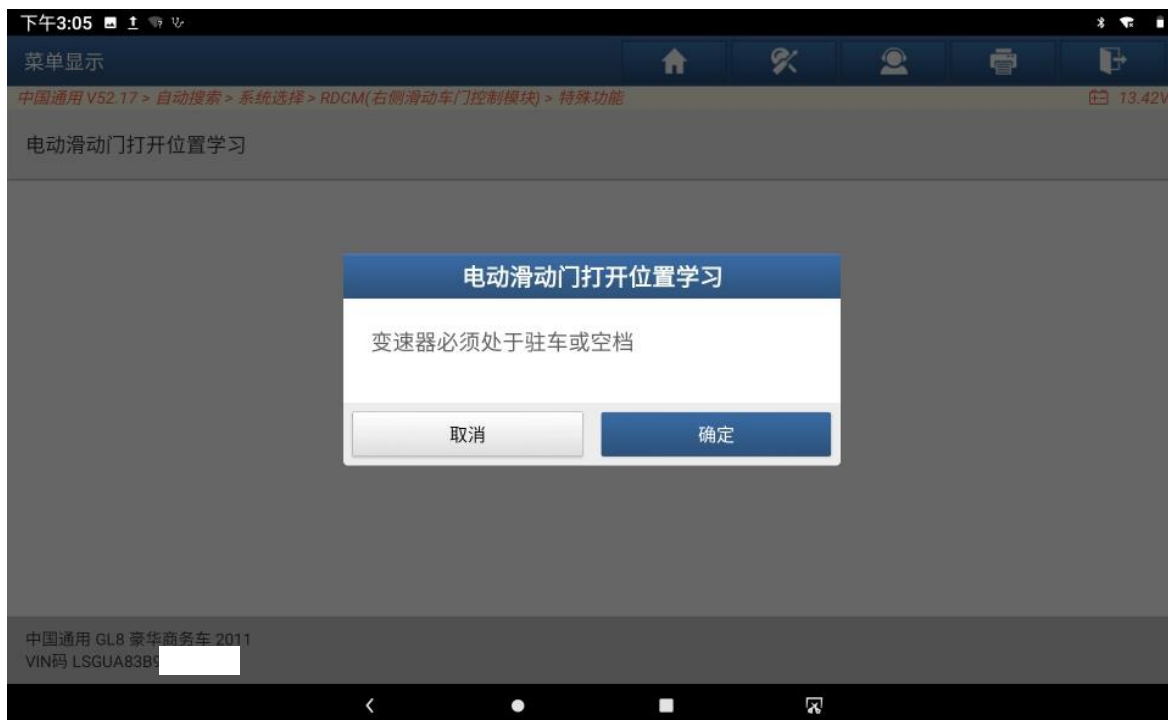 下午3:05
菜单显示
中国通用 V52.17 > 自动搜索 > 系统选择 > RDCM(右侧滑动车门控制模块) > 特殊功能 13.42V
电动滑动门打开位置学习
电动滑动门打开位置学习
变速器必须处于驻车或空档
取消 确定
中国通用 GL8 豪华商务车 2011
VIN码 LSGUA83B9